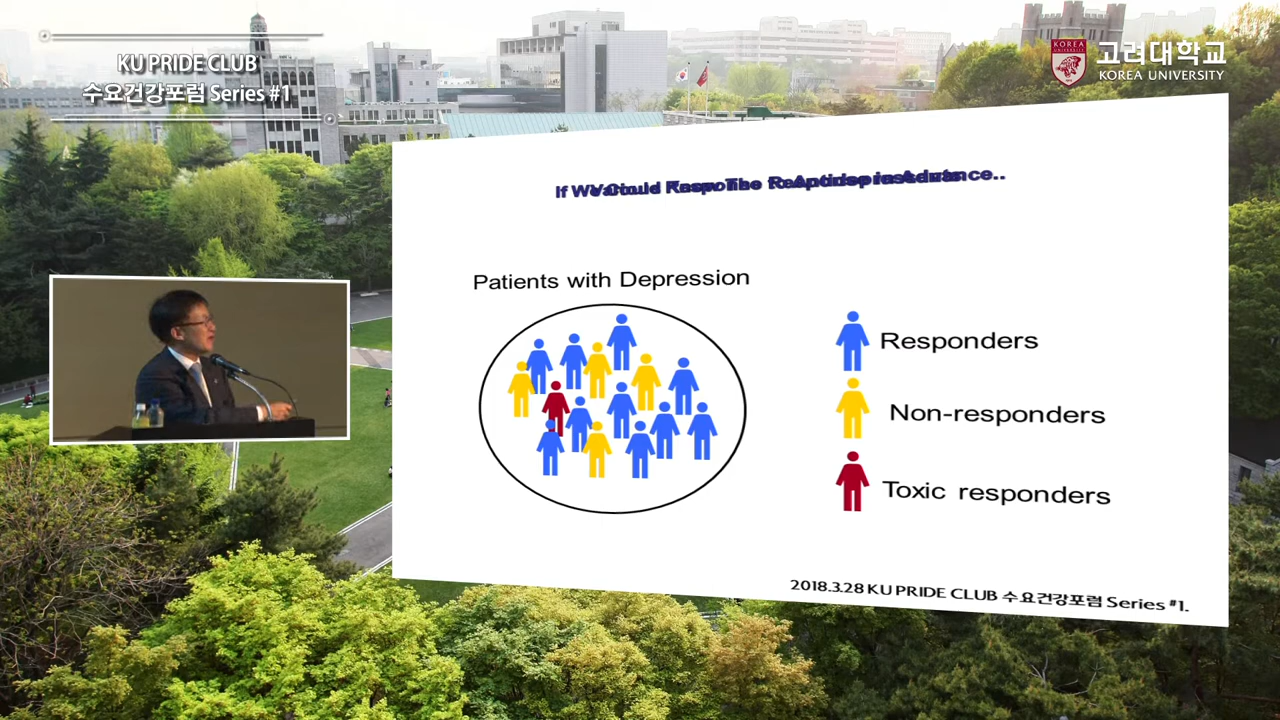 KU PRIDE CLUB
수요건강포럼 Series #1
KOREA
고려대학교
KOREA UNIVERSITY
Patients with Depression
Responders
Non-responders
Toxic responders
2018.3.28 KU PRIDE CLUB 수요건강포럼 Series #1.